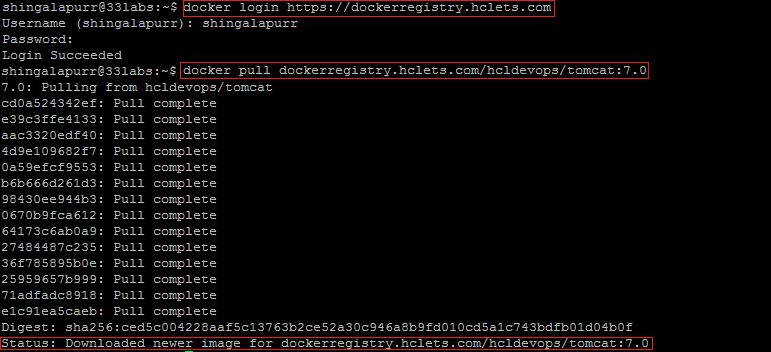 shingalapurr@33labs:~$ docker login https://dockerregistry.hclets.com
Username (shingalapurr): shingalapurr
Password:
Login Succeeded
shingalapurr@33labs:~$ docker pull dockerregistry.hclets.com/hcldevops/tomcat:7.0
7.0: Pulling from hcldevops/tomcat
cd0a524342ef: Pull complete
e39c3ffe4133: Pull complete
aac3320edf40: Pull complete
4d9e109682f7: Pull complete
0a59efcf9553: Pull complete
b6b666d261d3: Pull complete
98430ee944b3: Pull complete
0670b9fca612: Pull complete
64173c6ab0a9: Pull complete
27484487c235: Pull complete
36f785895b0e: Pull complete
25959657b999: Pull complete
71adfadc8918: Pull complete
e1c91ea5caeb: Pull complete
Digest: sha256:ced5c004228aaf5c13763b2ce52a30c946a8b9fd010cd5a1c743bdfb01d04b0f
Status: Downloaded newer image for dockerregistry.hclets.com/hcldevops/tomcat:7.0